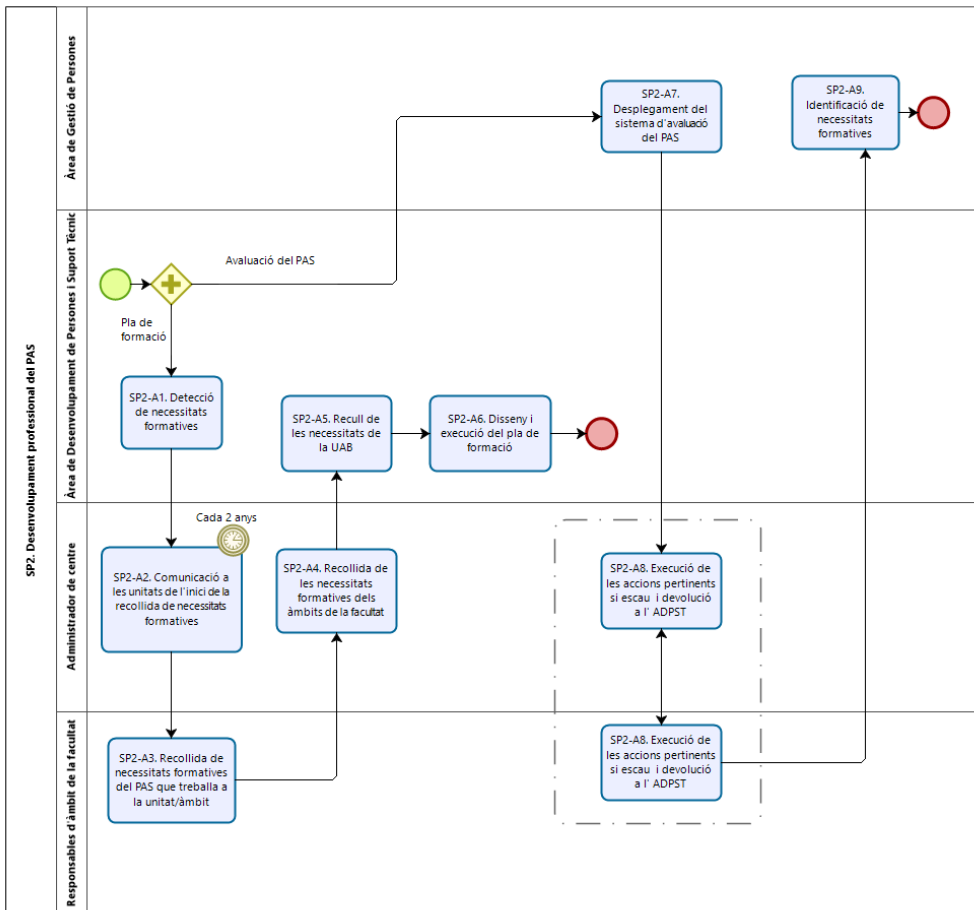 SP2. Desenvolupament professional del PAS
Àrea de Gestió de Persones
SP2-A7.
Desplegament del
sistema d'avaluació
del PAS
SP2-A9.
Identificació de
necessitats
formatives
Àrea de Desenvolupament de Persones i Suport Tècnic
Avaluació del PAS
Pla de
formació
SP2-A1. Detecció
de necessitats
formatives
SP2-A5. Recull de
les necessitats de
la UAB
SP2-A6. Disseny i
execució del pla de
formació
Administrador de centre
Cada 2 anys
SP2-A2. Comunicació a
les unitats de l'inici de la
recollida de necessitats
formatives
SP2-A4. Recollida de
les necessitats
formatives dels
àmbits de la facultat
SP2-A8. Execució de
les accions pertinents
si escau i devolució
a l' ADPST
Responsables d'àmbit de la facultat
SP2-A3. Recollida de
necessitats formatives
del PAS que treballa a
la unitat/àmbit
SP2-A8. Execució de
les accions pertinents
si escau i devolució
a l' ADPST